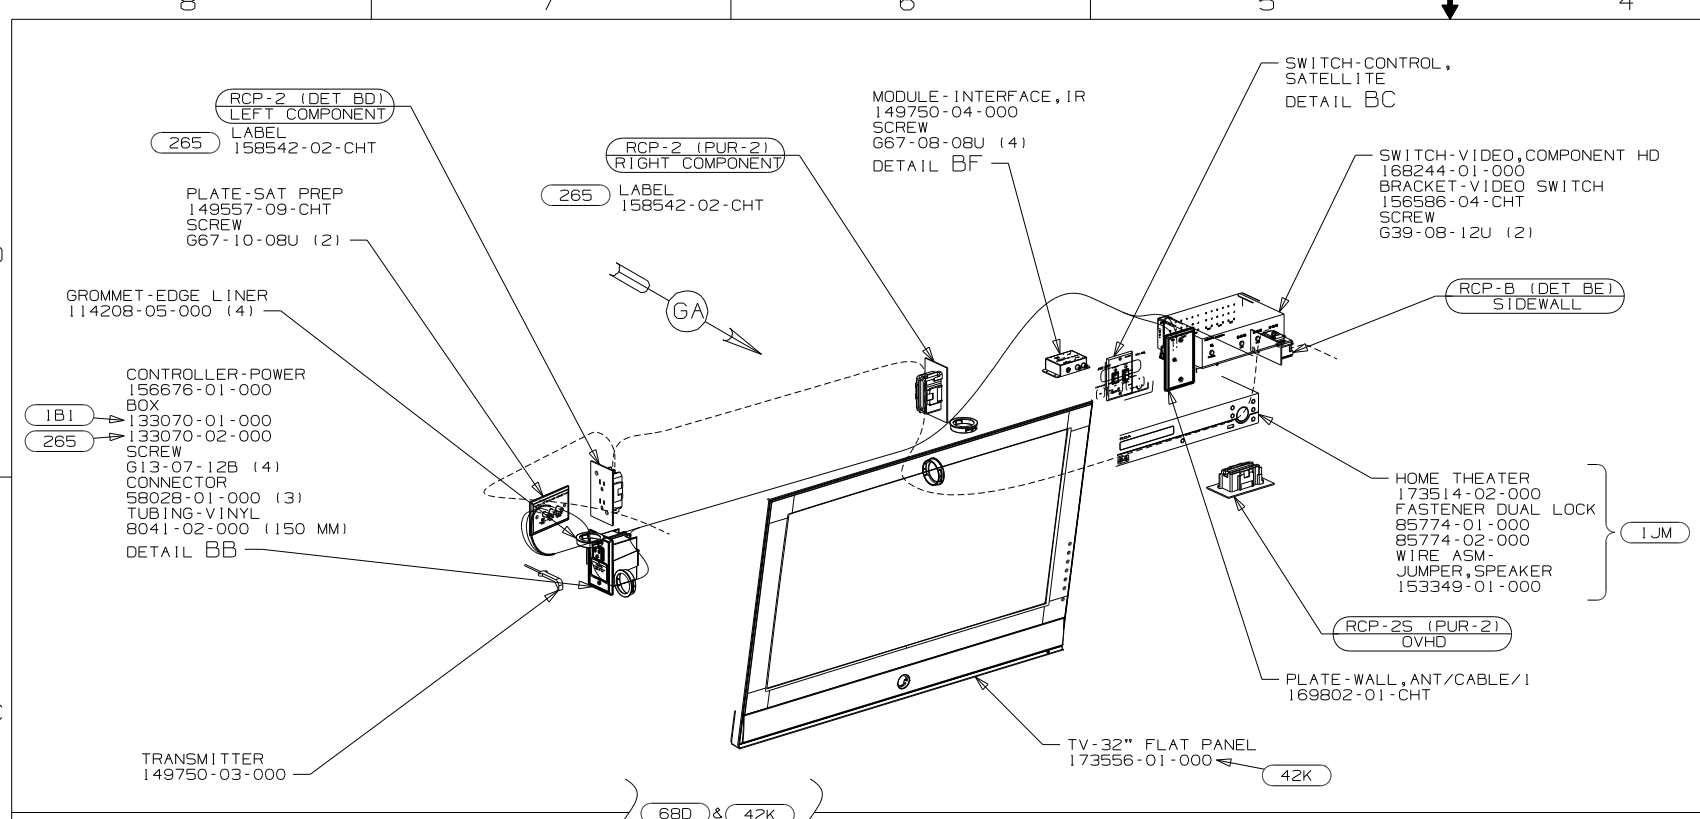 8 7 6 5 4
RCP-2 (DET BD)
LEFT COMPONENT
265
LABEL
158542-02-CHT
PLATE-SAT PREP
149557-09-CHT
SCREW
G67-10-08U (2)
GROMMET-EDGE LINER
114208-05-000 (4)
CONTROLLER-POWER
156676-01-000
BOX
1B1
133070-01-000
265
133070-02-000
SCREW
G13-07-12B (4)
CONNECTOR
58028-01-000 (3)
TUBING-VINYL
8041-02-000 (150 MM)
DETAIL BB
TRANSMITTER
149750-03-000
RCP-2 (PUR-2)
RIGHT COMPONENT
265
LABEL
158542-02-CHT
GA
MODULE-INTERFACE,IR
149750-04-000
SCREW
G67-08-08U (4)
DETAIL BF
SWITCH-CONTROL,
SATELLITE
DETAIL BC
SWITCH-VIDEO,COMPONENT HD
168244-01-000
BRACKET-VIDEO SWITCH
156586-04-CHT
SCREW
G39-08-12U (2)
RCP-B (DET BE)
SIDEWALL
HOME THEATER
173514-02-000
FASTENER DUAL LOCK
85774-01-000
85774-02-000
WIRE ASM-
JUMPER,SPEAKER
153349-01-000
1JM
RCP-2S (PUR-2)
OVHD
PLATE-WALL,ANT/CABLE/1
169802-01-CHT
TV-32" FLAT PANEL
173556-01-000
42K
68D & 42K